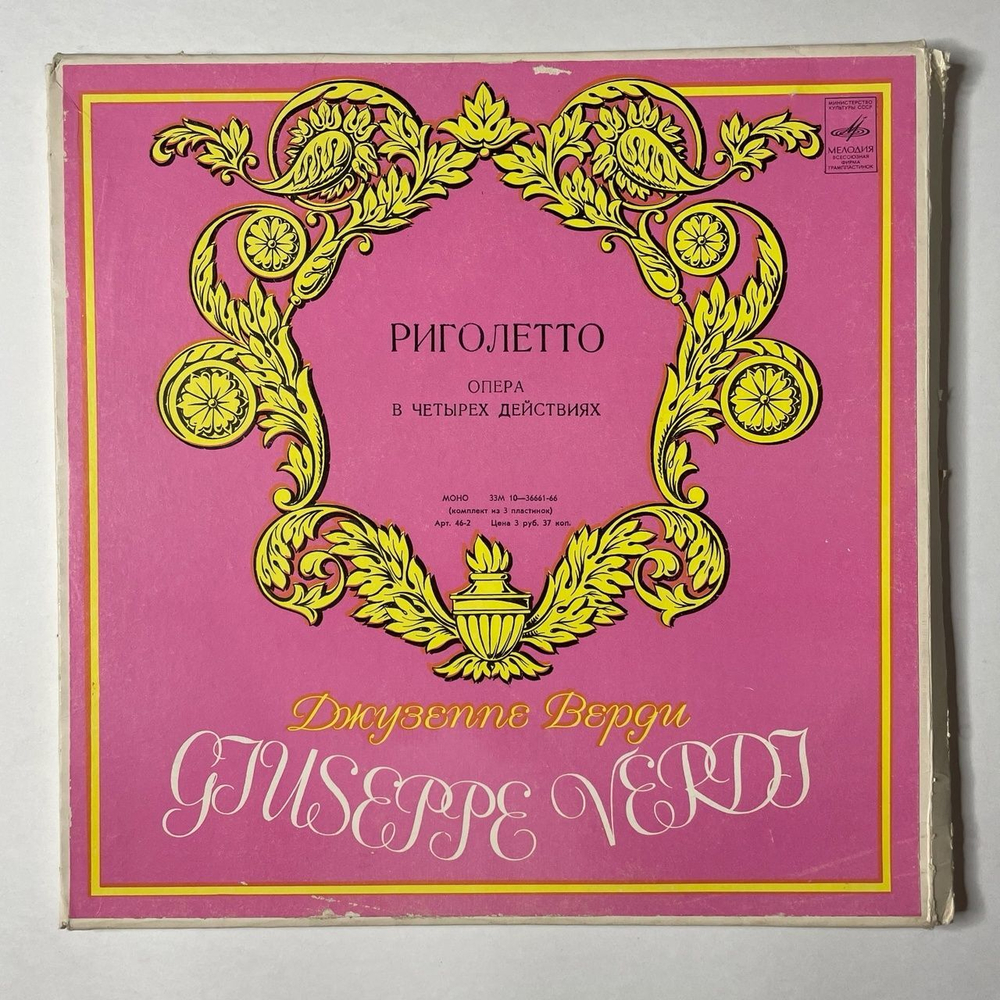 МИНИСТЕРСТВО
КУЛЬТУРЫ СССР
МЕЛОДИЯ
ВСЕСОЮЗНАЯ
ФИРМА
ГРАМПЛАСТИНОК
РИГОЛЕТТО
ОПЕРА
В ЧЕТЫРЕХ ДЕЙСТВИЯХ
МОНО 33М 10—36661-66
(комплект из 3 пластинок)
Арт. 46-2 Цена 3 руб. 37 коп.
Джузеппе Верди
GIUSEPPE VERDI